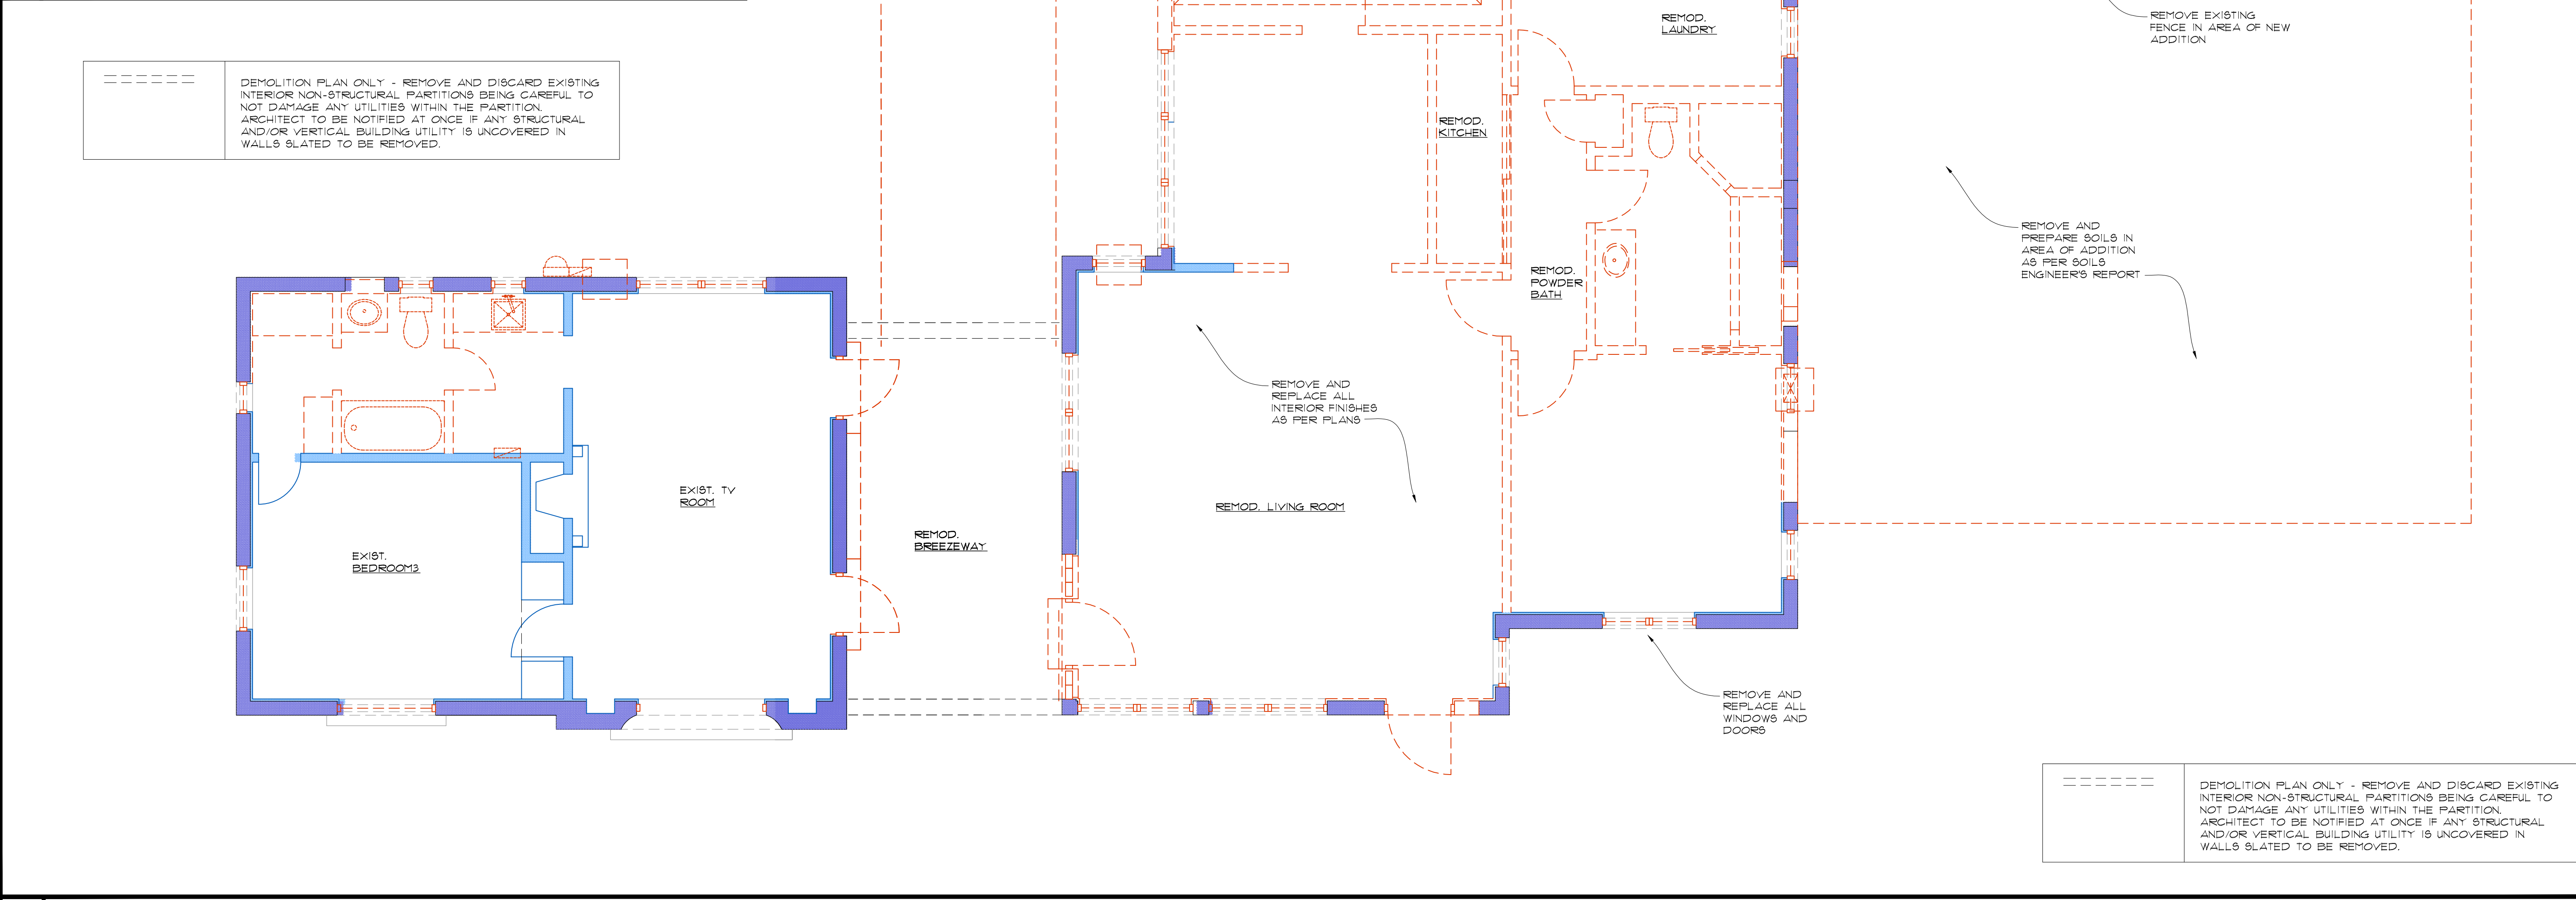 REMOD.
LAUNDRY
REMOVE EXISTING
FENCE IN AREA OF NEW
ADDITION
DEMOLITION PLAN ONLY - REMOVE AND DISCARD EXISTING
INTERIOR NON-STRUCTURAL PARTITIONS BEING CAREFUL TO
NOT DAMAGE ANY UTILITIES WITHIN THE PARTITION.
ARCHITECT TO BE NOTIFIED AT ONCE IF ANY STRUCTURAL
AND/OR VERTICAL BUILDING UTILITY IS UNCOVERED IN
WALLS SLATED TO BE REMOVED.
REMOD.
KITCHEN
REMOVE AND
PREPARE SOILS IN
AREA OF ADDITION
AS PER SOILS
ENGINEER'S REPORT
REMOD.
POWDER
BATH
REMOVE AND
REPLACE ALL
INTERIOR FINISHES
AS PER PLANS
EXIST. TV
ROOM
REMOD. LIVING ROOM
REMOD.
BREEZEWAY
EXIST.
BEDROOM3
REMOVE AND
REPLACE ALL
WINDOWS AND
DOORS
DEMOLITION PLAN ONLY - REMOVE AND DISCARD EXISTING
INTERIOR NON-STRUCTURAL PARTITIONS BEING CAREFUL TO
NOT DAMAGE ANY UTILITIES WITHIN THE PARTITION.
ARCHITECT TO BE NOTIFIED AT ONCE IF ANY STRUCTURAL
AND/OR VERTICAL BUILDING UTILITY IS UNCOVERED IN
WALLS SLATED TO BE REMOVED.